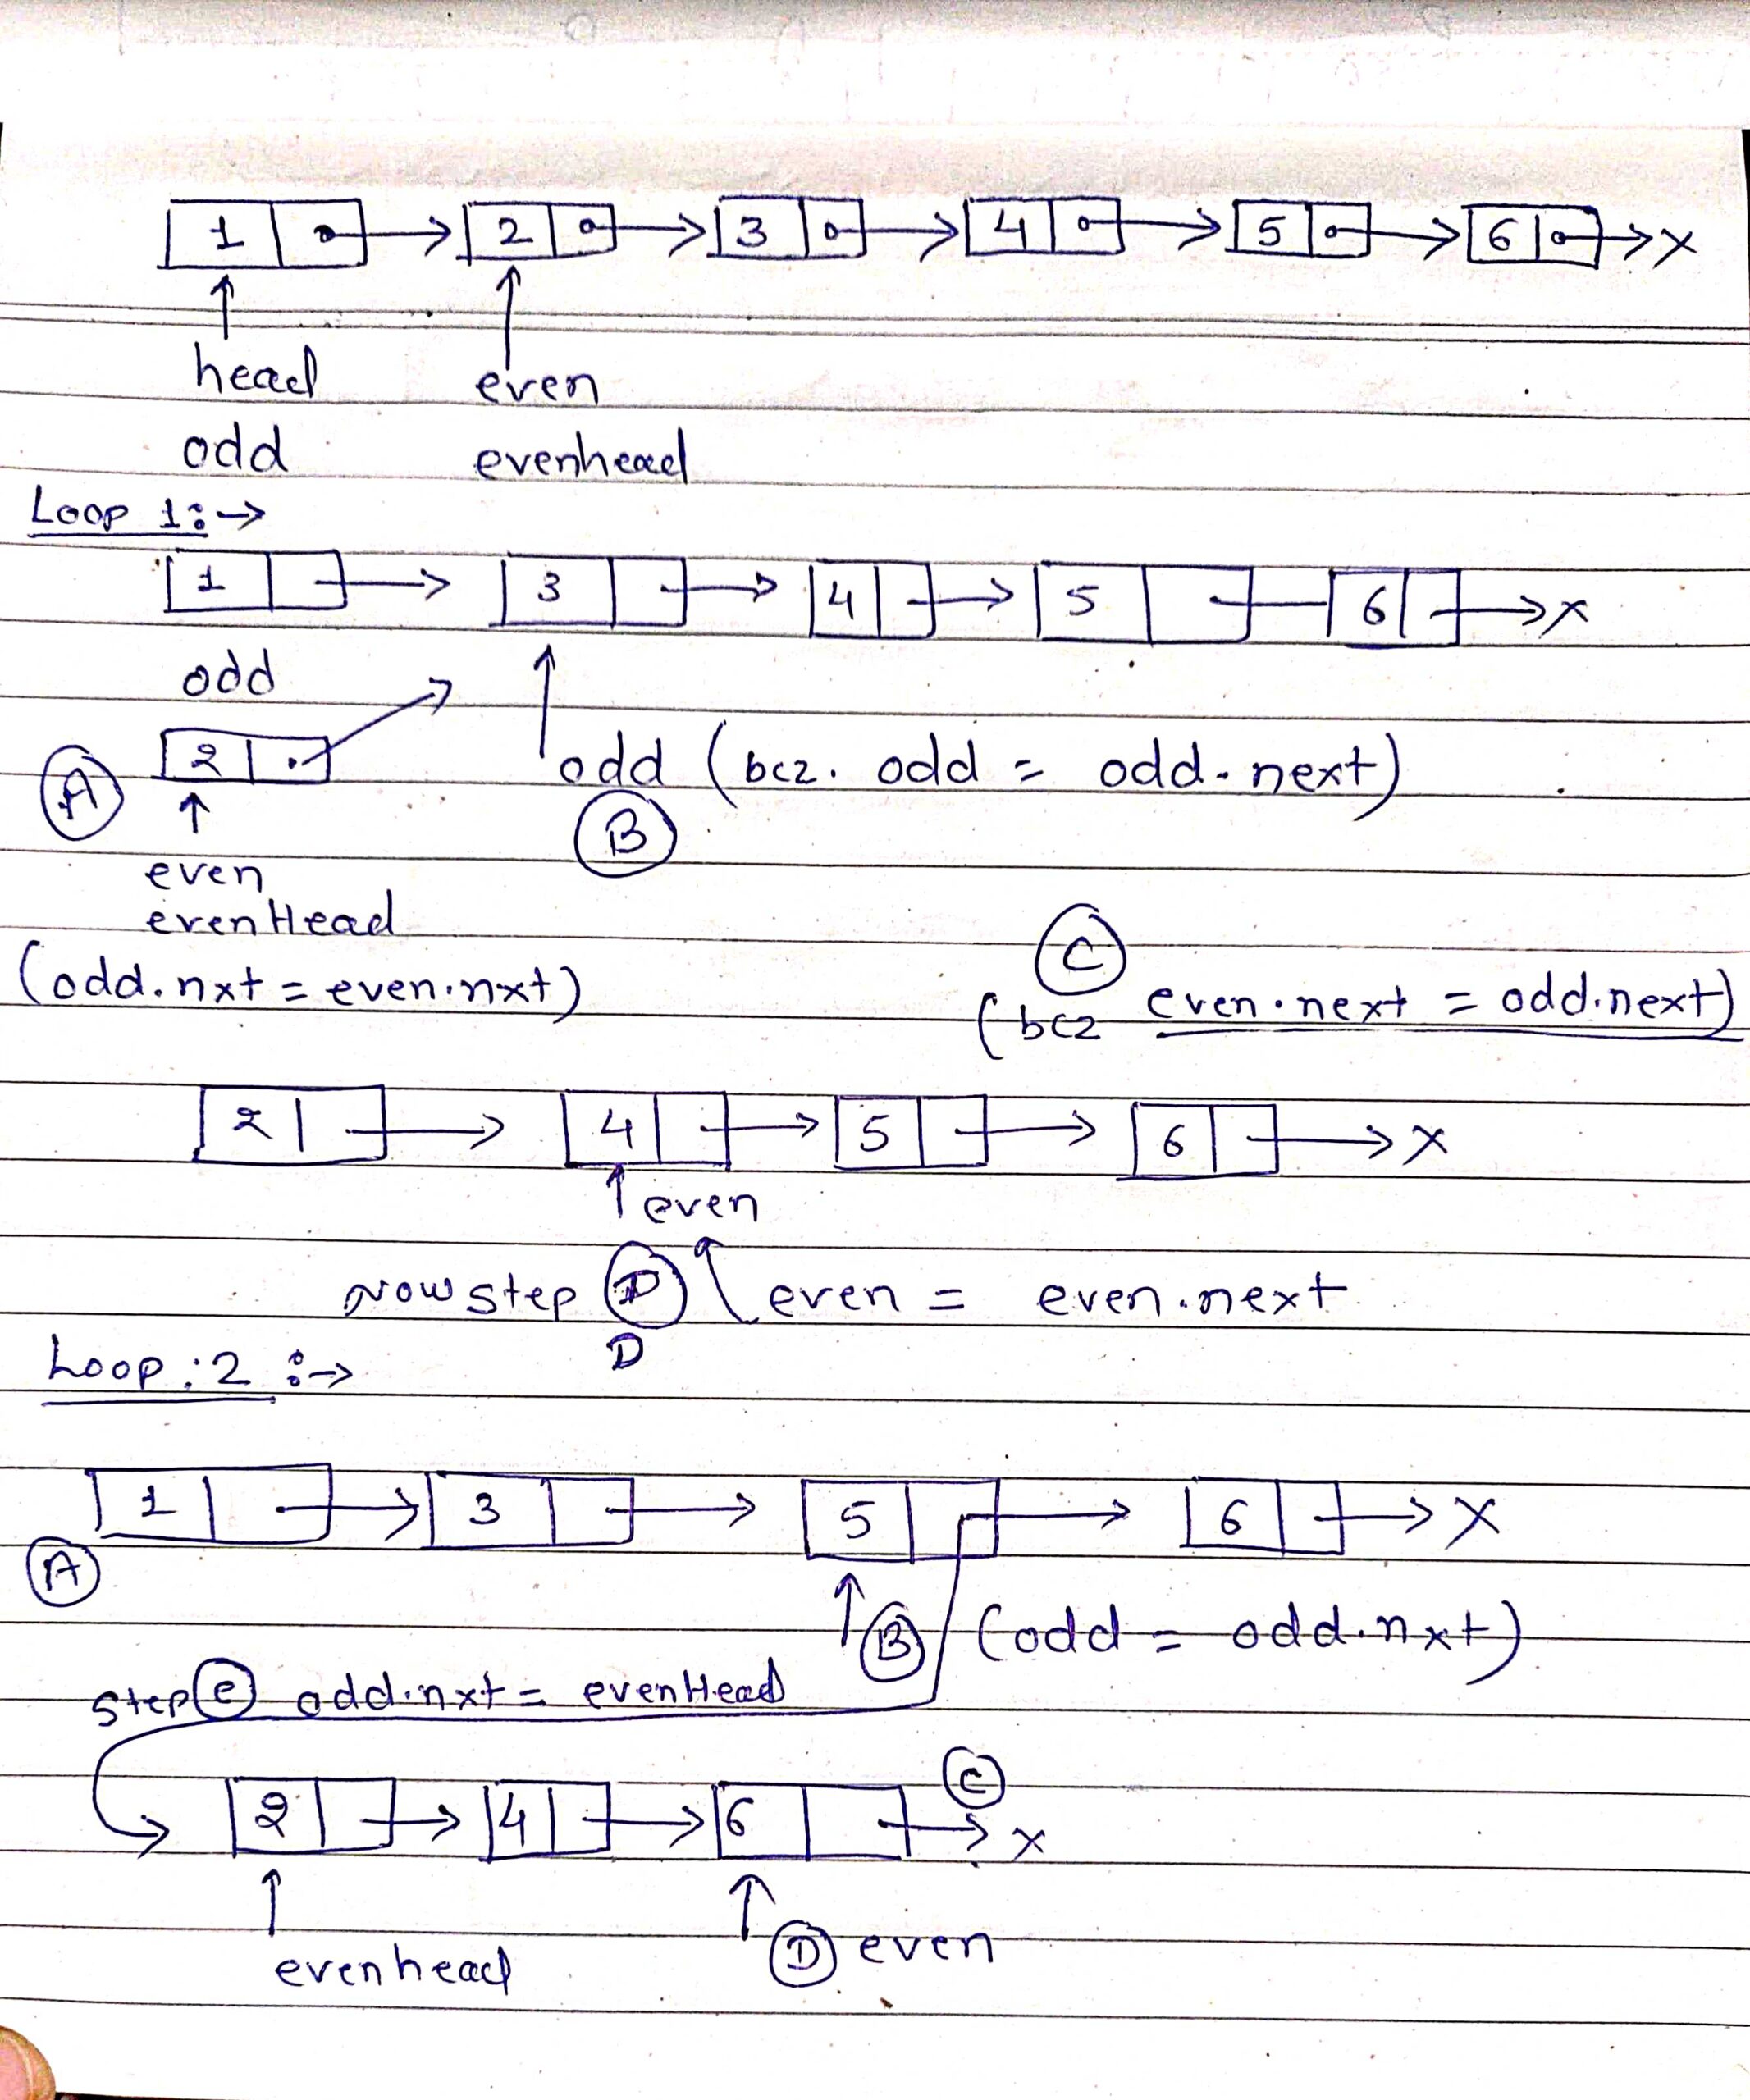 1 2 3 4 5 6 x
head even
odd evenhead
Loop 1:→
1 3 4 5 6 x
odd
2
A odd (bcz. odd = odd.next)
B
even
evenHead
C
(odd.nxt = even.nxt)
(bcz even.next = odd.next)
2 4 5 6 x
even
Now step D even = even.next
D
Loop:2 :→
1 3 5 6 x
A
B (odd = odd.nxt)
step e odd.nxt = evenHead
C
2 4 6 x
D even
evenhead